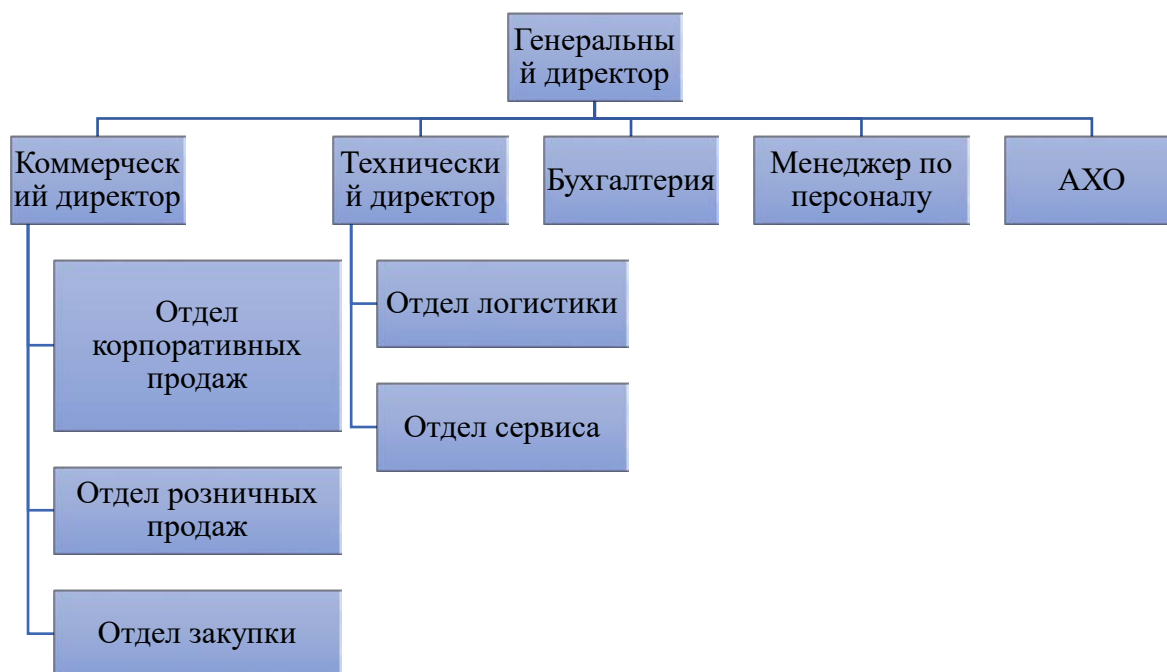 Генеральны
й директор
Коммерческ
ий директор
Технически
й директор
Бухгалтерия
Менеджер по
персоналу
АХО
Отдел
корпоративных
продаж
Отдел розничных
продаж
Отдел закупки
Отдел логистики
Отдел сервиса